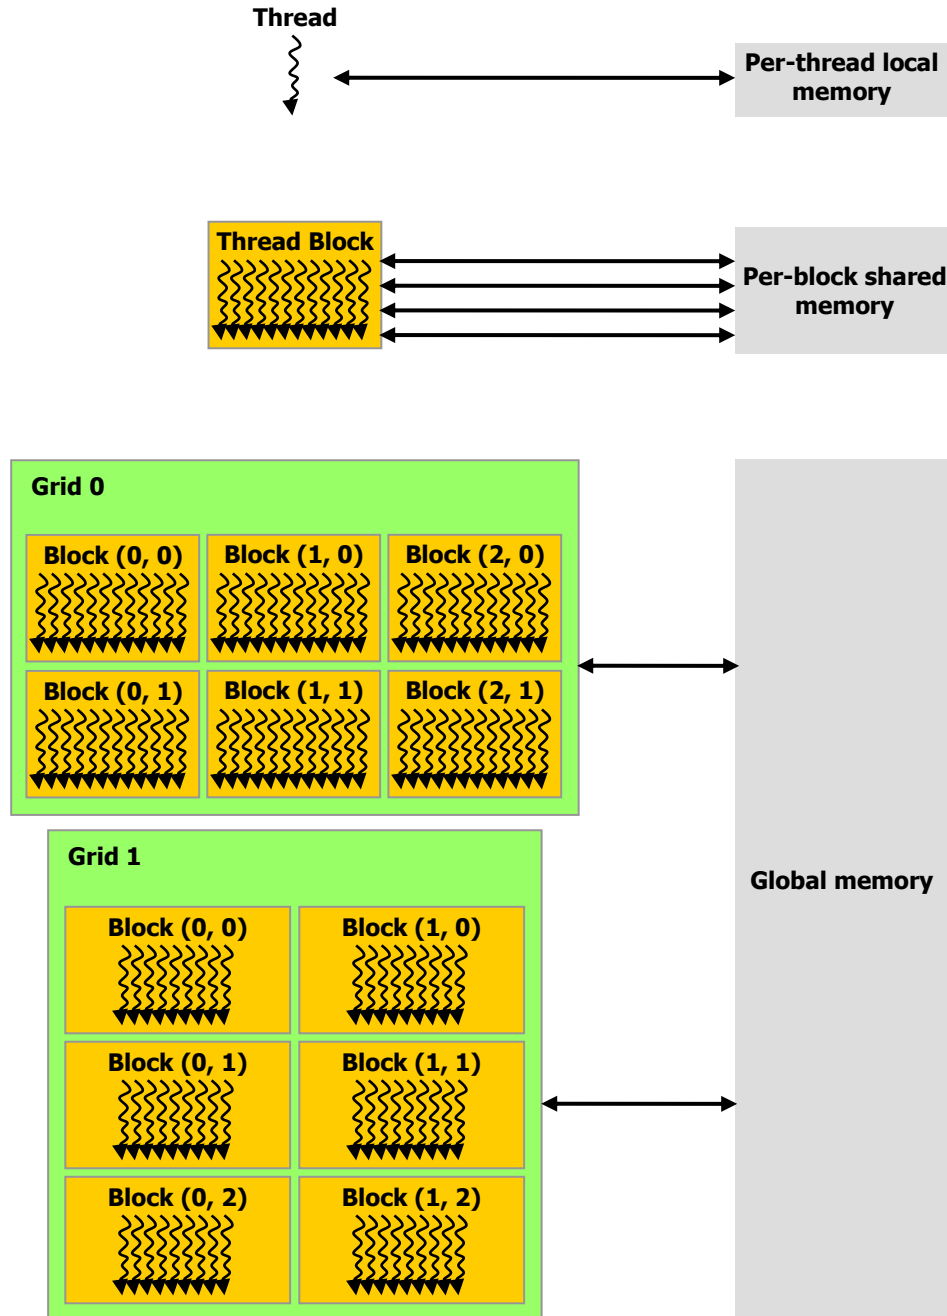 Thread
Per-thread local
memory
Thread Block
Per-block shared
memory
Grid 0
Block (0, 0)
Block (1, 0)
Block (2, 0)
Block (0, 1)
Block (1, 1)
Block (2, 1)
Grid 1
Global memory
Block (0, 0)
Block (1, 0)
Block (0, 1)
Block (1, 1)
Block (0, 2)
Block (1, 2)